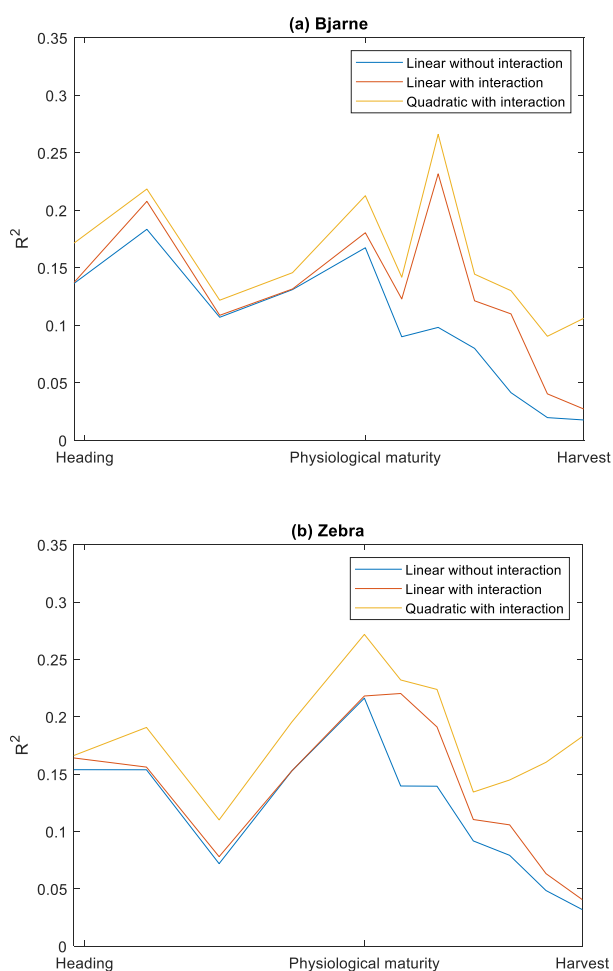 (a) Bjarne
0.35
0.3
0.25
0.2
0.15
0.1
0.05
0
R²
Linear without interaction
Linear with interaction
Quadratic with interaction
Heading
Physiological maturity
Harvest
(b) Zebra
0.35
0.3
0.25
0.2
0.15
0.1
0.05
0
R²
Linear without interaction
Linear with interaction
Quadratic with interaction
Heading
Physiological maturity
Harvest